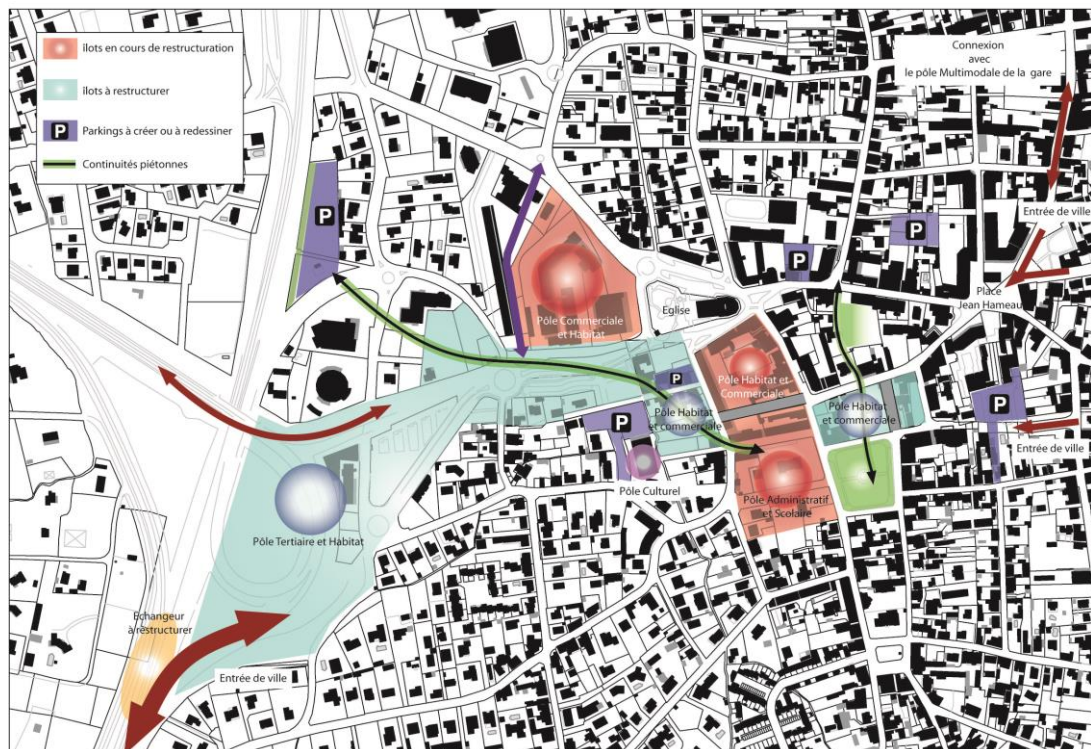 îlots en cours de restructuration
îlots à restructurer
P
Parkings à créer ou à redessiner
Continuités piétonnes
Connexion
avec
le pôle Multimodale de la gare
Entrée de ville
P
P
P
Place
Jean Hameau
Eglise
Pôle Commerciale
et Habitat
Pôle Habitat et
Commerciale
P
P
Pôle Habitat
et commerciale
Pôle Habitat
et commerciale
P
Entrée de ville
Pôle Culturel
Pôle Administratif
et Scolaire
Pôle Tertiaire et Habitat
Echangeur
à restructurer
Entrée de ville